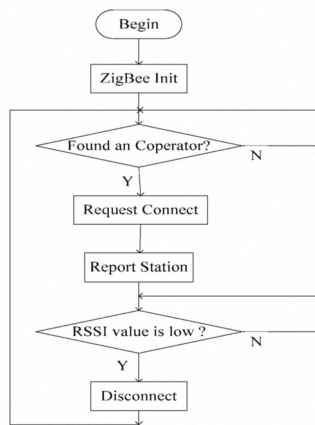 Begin
ZigBee Init
Found an Coperator?
N
Y
Request Connect
Report Station
RSSI value is low ?
N
Y
Disconnect